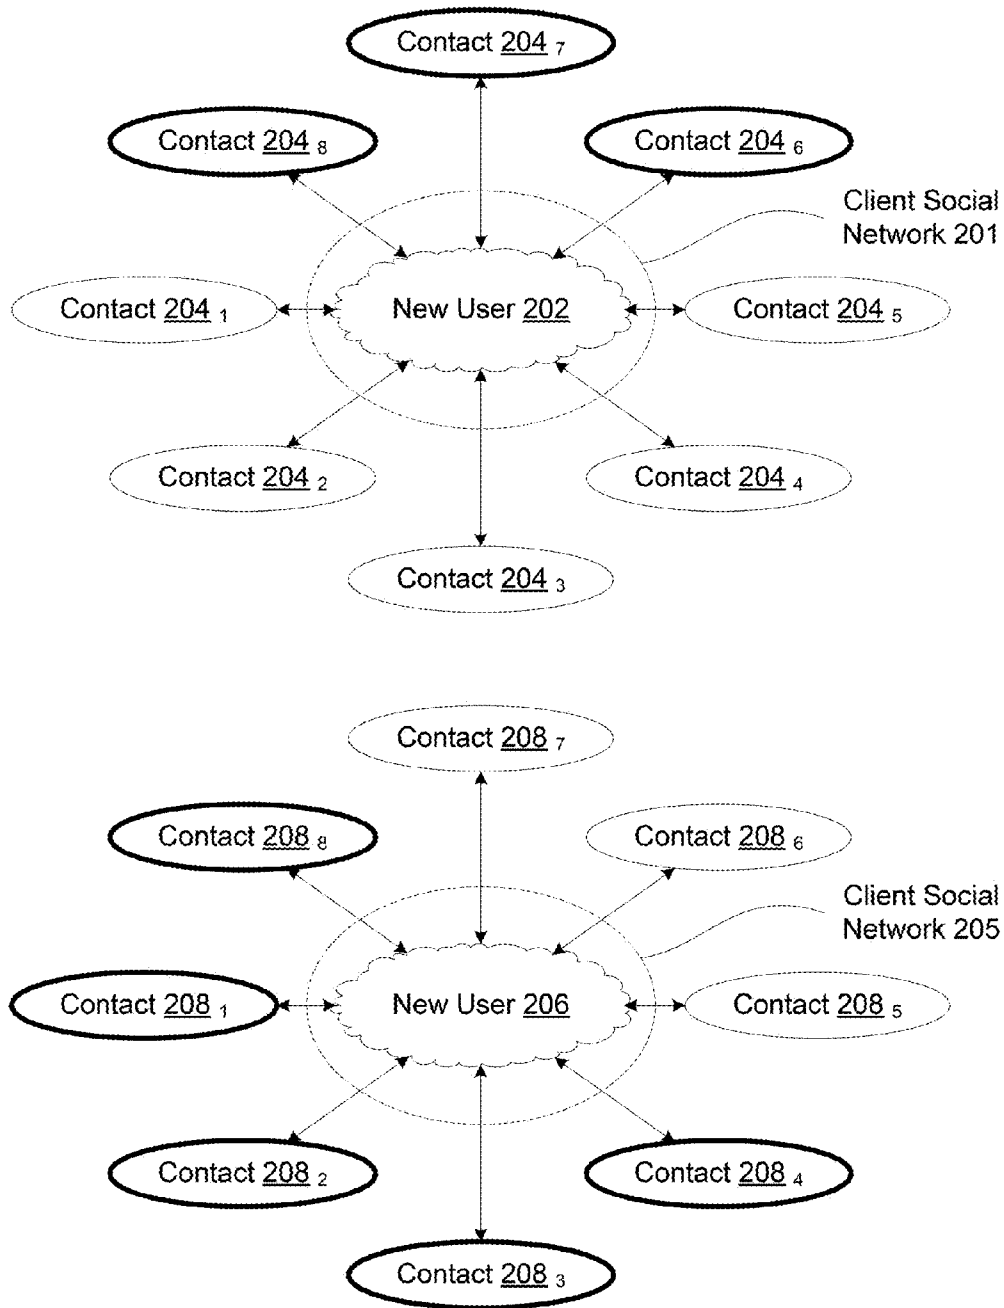 Contact 204 7
Contact 204 8
Contact 204 6
Client Social
Network 201
Contact 204 1
New User 202
Contact 204 5
Contact 204 2
Contact 204 4
Contact 204 3
Contact 208 7
Contact 208 8
Contact 208 6
Client Social
Network 205
Contact 208 1
New User 206
Contact 208 5
Contact 208 2
Contact 208 4
Contact 208 3